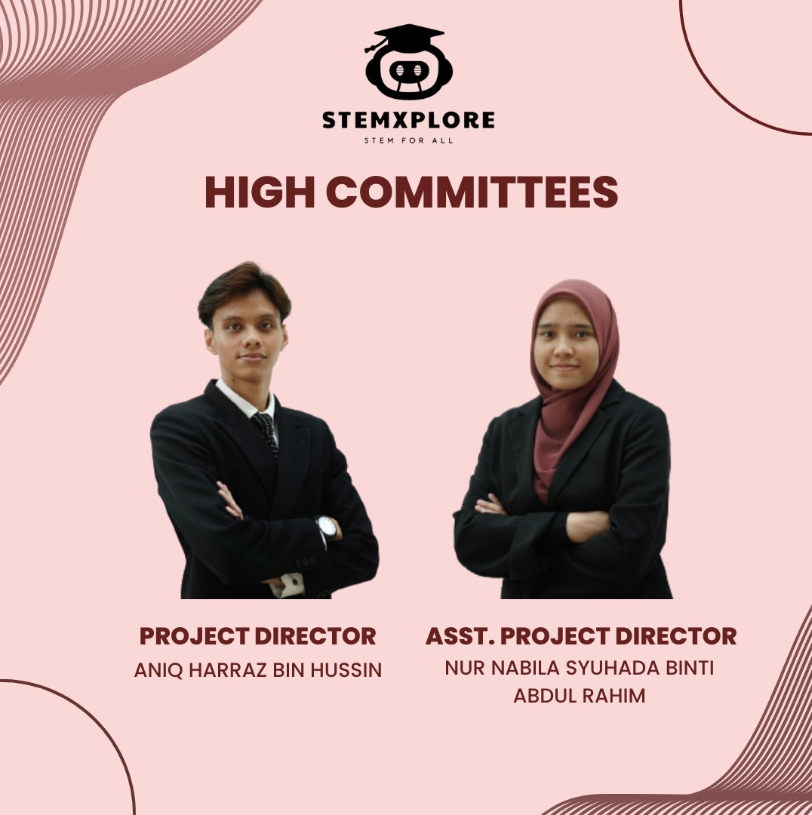 STEMXPLORE
STEM FOR ALL
HIGH COMMITTEES
PROJECT DIRECTOR
ANIQ HARRAZ BIN HUSSIN
ASST. PROJECT DIRECTOR
NUR NABILA SYUHADA BINTI
ABDUL RAHIM